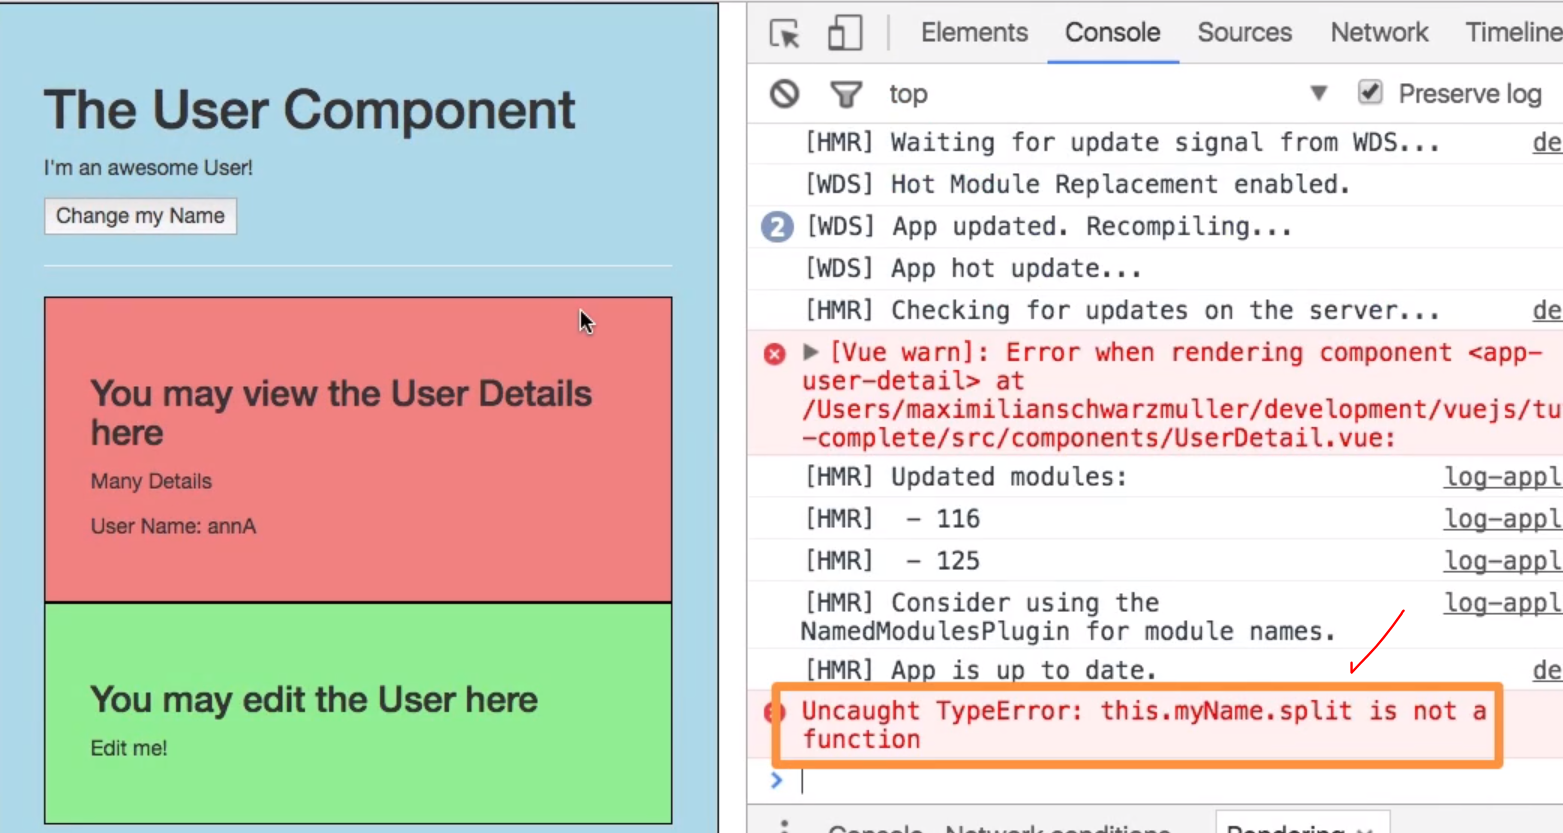 The User Component
I'm an awesome User!
Change my Name
You may view the User Details
here
Many Details
User Name: annA
You may edit the User here
Edit me!
Elements Console Sources Network Timeline
top Preserve log
[HMR] Waiting for update signal from WDS... de
[WDS] Hot Module Replacement enabled.
2 [WDS] App updated. Recompiling...
[WDS] App hot update...
[HMR] Checking for updates on the server... de
[Vue warn]: Error when rendering component <app-
user-detail> at
/Users/maximilianschwarzmuller/development/vuejs/tu
-complete/src/components/UserDetail.vue:
[HMR] Updated modules: log-appl
[HMR]  - 116 log-appl
[HMR]  - 125 log-appl
[HMR] Consider using the log-appl
NamedModulesPlugin for module names.
[HMR] App is up to date. de
Uncaught TypeError: this.myName.split is not a
function
Console Network conditions Rendering